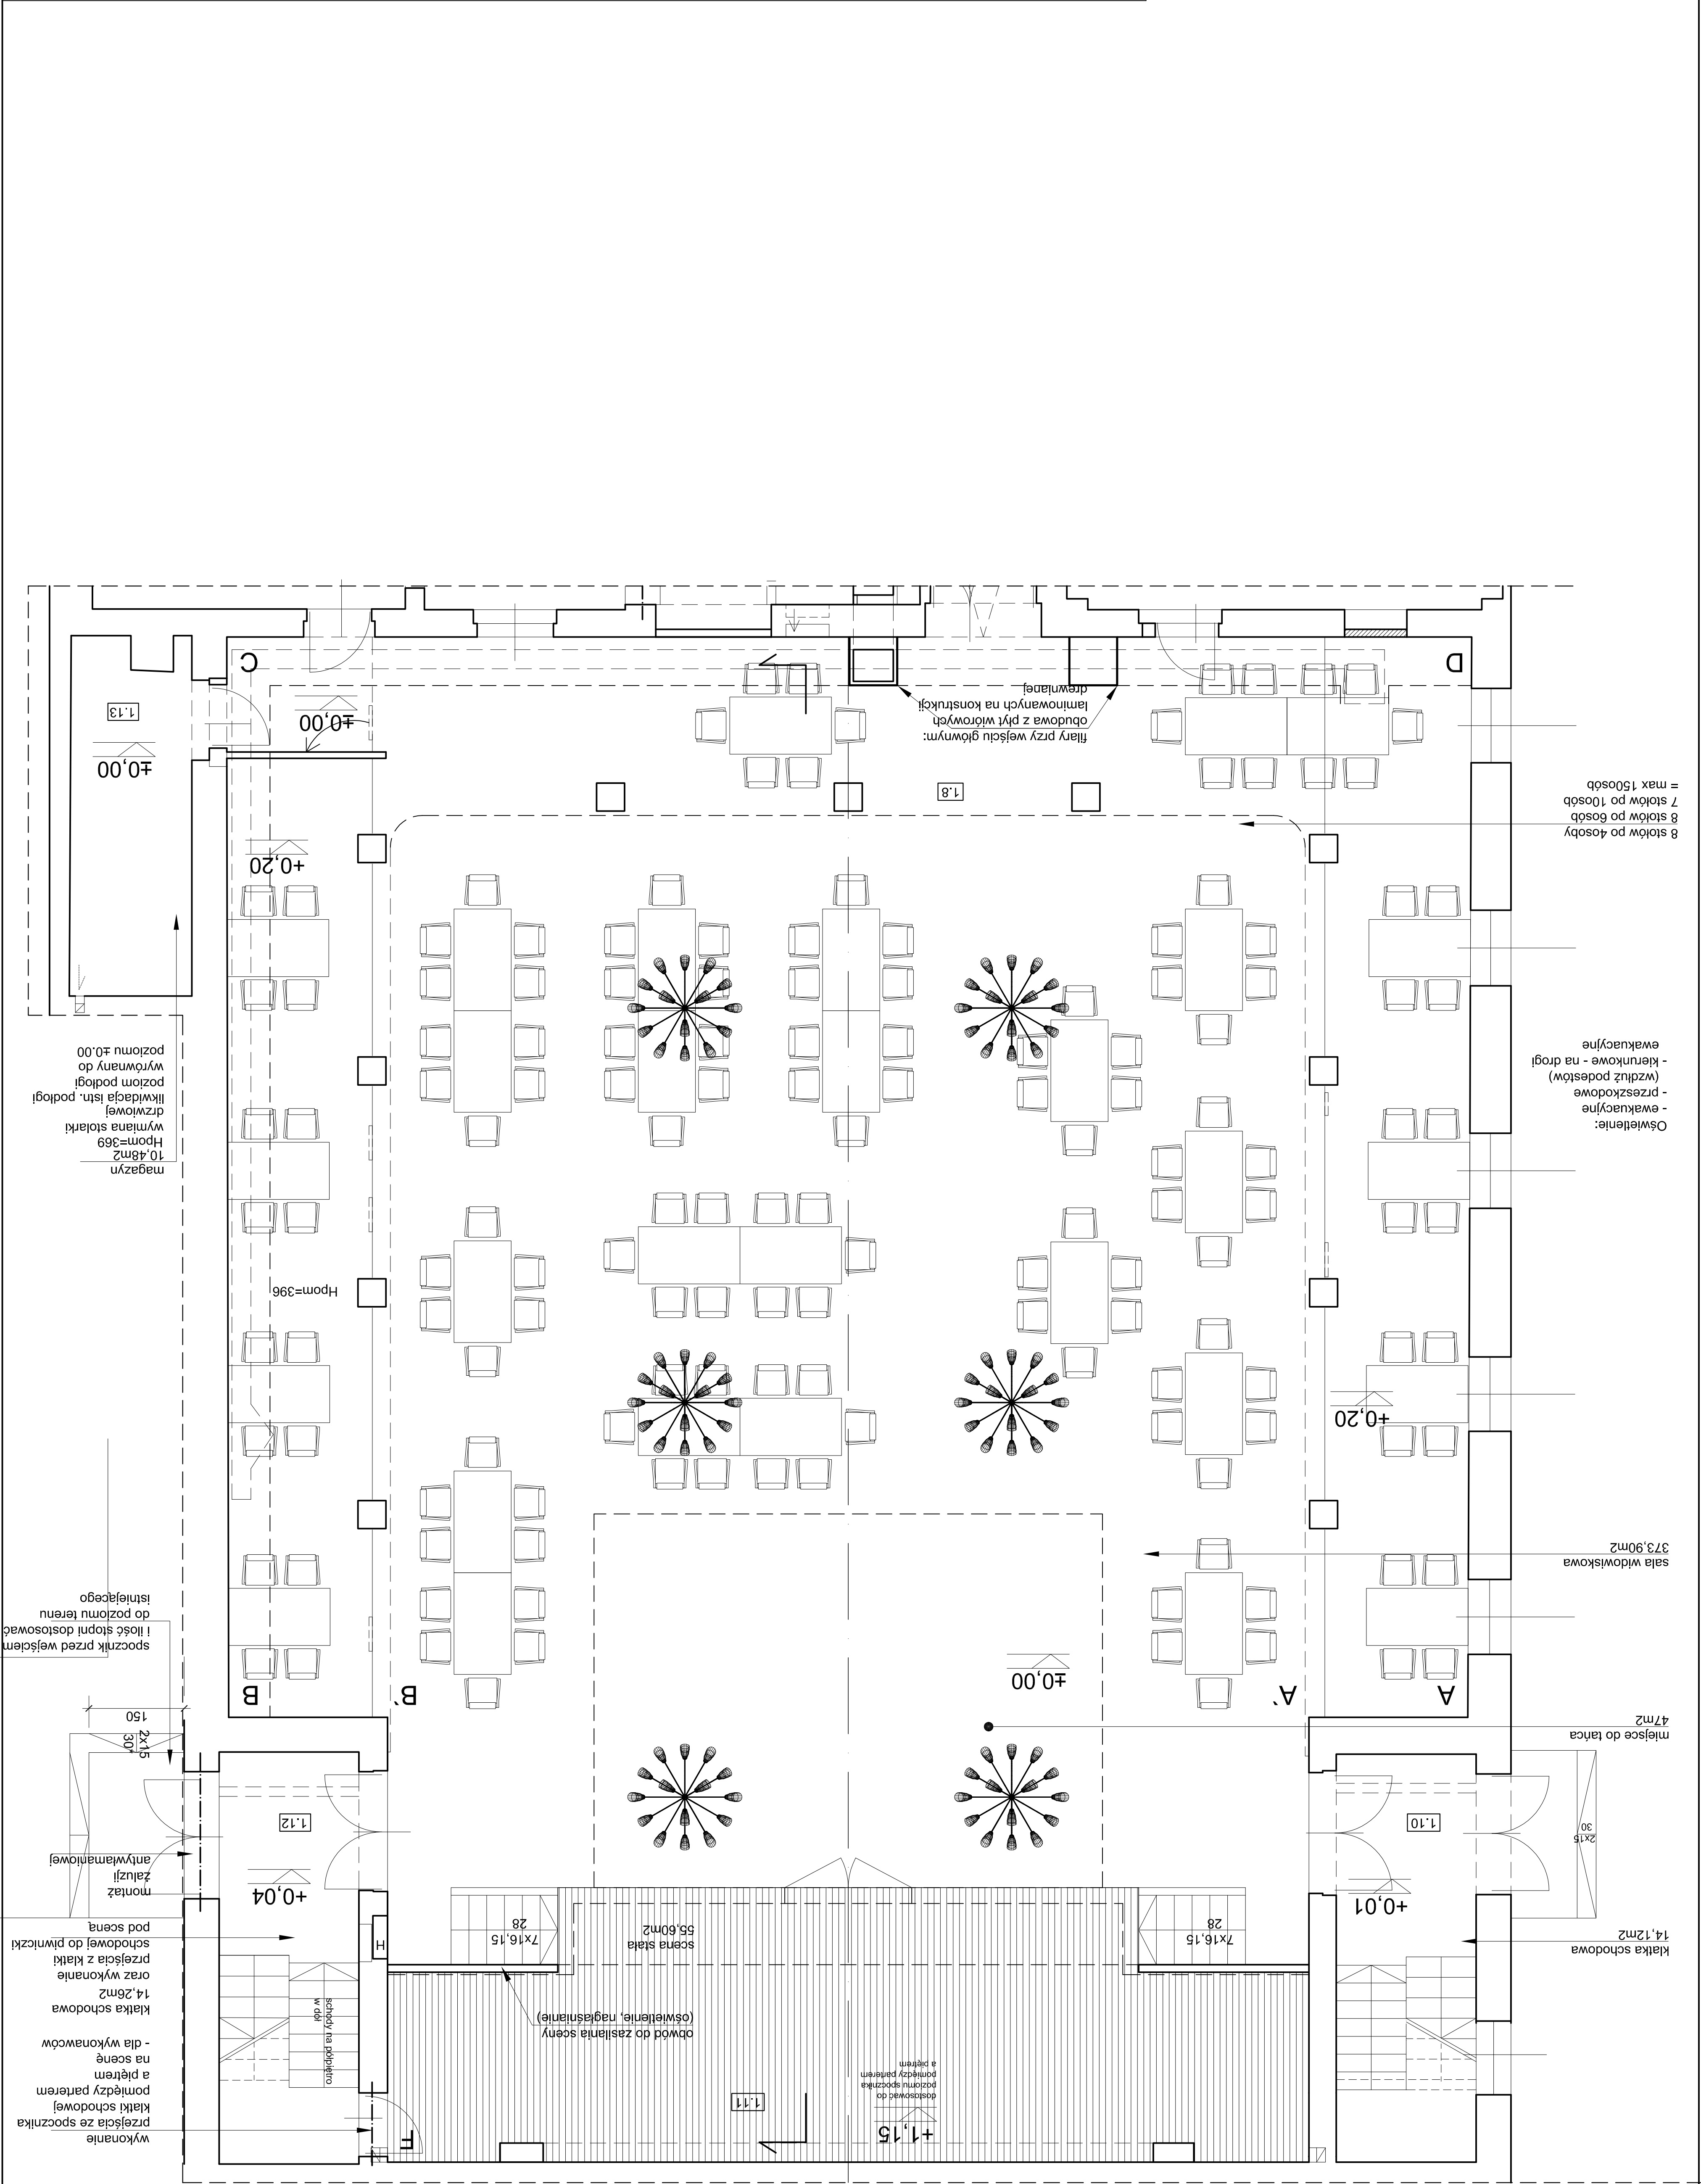 wykonanie
przejścia ze spocznika
klatki schodowej
pomiędzy parterem
a piętrem
na scenę
- dla wykonawców
klatka schodowa
14,26m2
oraz wykonanie
przejścia z klatki
schodowej do piwniczki
pod sceną
montaż
żaluzji
antywłamaniowej
spocznik przed wejściem
i ilość stopni dostosować
do poziomu terenu
istniejącego
magazyn
10,48m2
Hpom=369
wymiana stolarki
drzwiowej
likwidacja istn. podłogi
poziom podłogi
wyrównany do
poziomu ±0.00
klatka schodowa
14,12m2
miejsce do tańca
47m2
sala widowiskowa
373,90m2
Oświetlenie:
- ewakuacyjne
- przeszkodowe
(wzdłuż podestów)
- kierunkowe - na drogi
ewakuacyjne
8 stołów po 4osoby
8 stołów po 6osób
7 stołów po 10osób
= max 150osób
+1,15
dostosować do
poziomu spocznika
pomiędzy parterem
a piętrem
1.11
F
obwód do zasilania sceny
(oświetlenie, nagłaśnianie)
scena stała
55,60m2
7x16,15
28
7x16,15
28
schody na półpiętro
w dół
H
+0,01
+0,04
1.10
1.12
2x15
30
2x15
30*
150
A
A`
B`
B
±0,00
+0,20
Hpom=396
+0,20
1.8
filary przy wejściu głównym:
obudowa z płyt wiórowych
laminowanych na konstrukcji
drewnianej
±0,00
±0,00
1.13
D
C